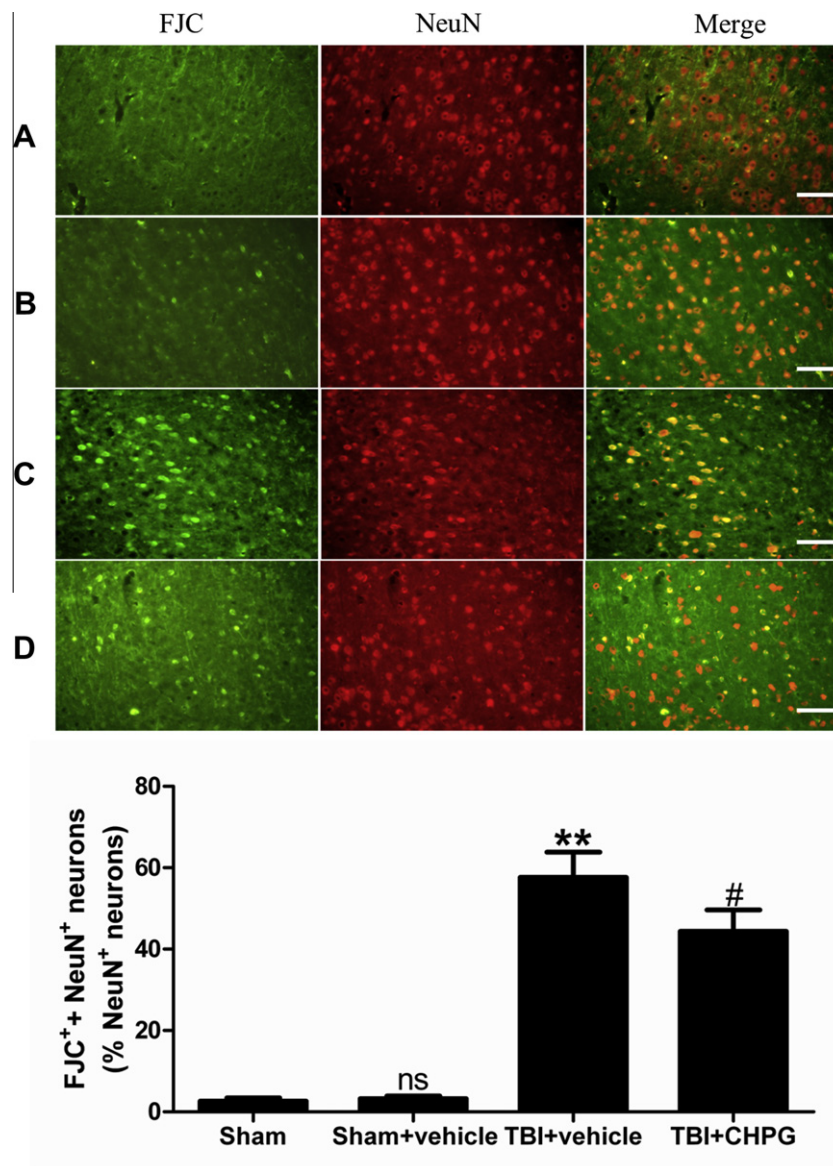 FJC NeuN Merge
A
B
C
D
FJC+ + NeuN+ neurons
(% NeuN+ neurons)
80
60
40
20
0
ns
**
#
Sham Sham+vehicle TBI+vehicle TBI+CHPG